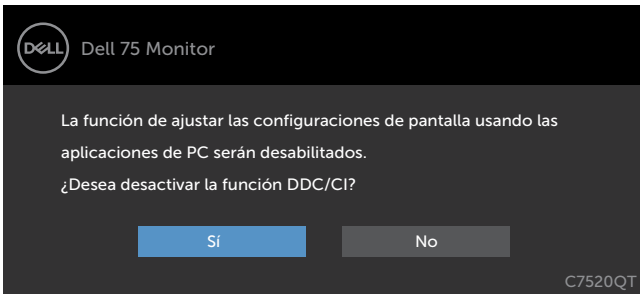 DELL
Dell 75 Monitor
La función de ajustar las configuraciones de pantalla usando las
aplicaciones de PC serán desabilitados.
¿Desea desactivar la función DDC/CI?
Sí
No
C7520QT